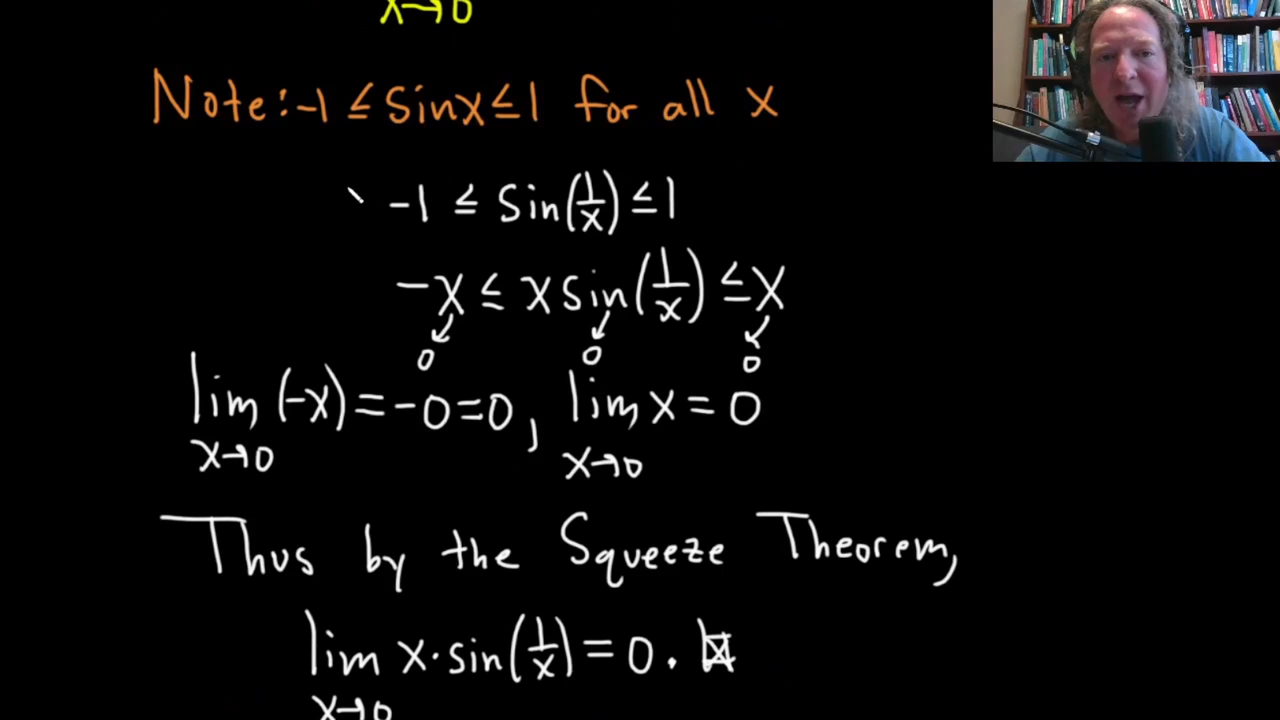 x→0
Note: -1 ≤ sinx ≤ 1 for all x
-1 ≤ Sin(1/x) ≤ 1
-x ≤ x sin(1/x) ≤ x
0 0 0
lim (-x) = -0 = 0, lim x = 0
x→0 x→0
Thus by the Squeeze Theorem,
lim x·sin(1/x) = 0.
x→0